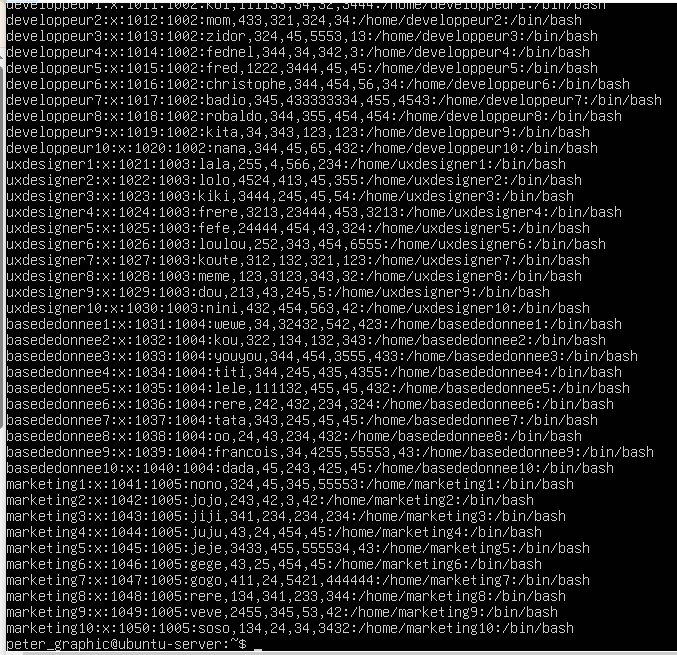 developpeur1:x:1011:1002:kof,111133,34,32,3444:/home/developpeur1:/bin/bash
developpeur2:x:1012:1002:mom,433,321,324,34:/home/developpeur2:/bin/bash
developpeur3:x:1013:1002:zidor,324,45,5553,13:/home/developpeur3:/bin/bash
developpeur4:x:1014:1002:fednel,344,34,342,3:/home/developpeur4:/bin/bash
developpeur5:x:1015:1002:fred,1222,3444,45,45:/home/developpeur5:/bin/bash
developpeur6:x:1016:1002:christophe,344,454,56,34:/home/developpeur6:/bin/bash
developpeur7:x:1017:1002:badio,345,433333334,455,4543:/home/developpeur7:/bin/bash
developpeur8:x:1018:1002:robaldo,344,355,454,454:/home/developpeur8:/bin/bash
developpeur9:x:1019:1002:kita,34,343,123,123:/home/developpeur9:/bin/bash
developpeur10:x:1020:1002:nana,344,45,65,432:/home/developpeur10:/bin/bash
uxdesigner1:x:1021:1003:lala,255,4,566,234:/home/uxdesigner1:/bin/bash
uxdesigner2:x:1022:1003:lolo,4524,413,45,355:/home/uxdesigner2:/bin/bash
uxdesigner3:x:1023:1003:kiki,3444,245,45,54:/home/uxdesigner3:/bin/bash
uxdesigner4:x:1024:1003:frere,3213,23444,453,3213:/home/uxdesigner4:/bin/bash
uxdesigner5:x:1025:1003:fefe,24444,454,43,324:/home/uxdesigner5:/bin/bash
uxdesigner6:x:1026:1003:loulou,252,343,454,6555:/home/uxdesigner6:/bin/bash
uxdesigner7:x:1027:1003:koute,312,132,321,123:/home/uxdesigner7:/bin/bash
uxdesigner8:x:1028:1003:meme,123,3123,343,32:/home/uxdesigner8:/bin/bash
uxdesigner9:x:1029:1003:dou,213,43,245,5:/home/uxdesigner9:/bin/bash
uxdesigner10:x:1030:1003:nini,432,454,563,42:/home/uxdesigner10:/bin/bash
basededonnee1:x:1031:1004:wewe,34,32432,542,423:/home/basededonnee1:/bin/bash
basededonnee2:x:1032:1004:kou,322,134,132,343:/home/basededonnee2:/bin/bash
basededonnee3:x:1033:1004:youyou,344,454,3555,433:/home/basededonnee3:/bin/bash
basededonnee4:x:1034:1004:titi,344,245,435,4355:/home/basededonnee4:/bin/bash
basededonnee5:x:1035:1004:lele,111132,455,45,432:/home/basededonnee5:/bin/bash
basededonnee6:x:1036:1004:rere,242,432,234,324:/home/basededonnee6:/bin/bash
basededonnee7:x:1037:1004:tata,343,245,45,45:/home/basededonnee7:/bin/bash
basededonnee8:x:1038:1004:oo,24,43,234,432:/home/basededonnee8:/bin/bash
basededonnee9:x:1039:1004:francois,34,4255,55553,43:/home/basededonnee9:/bin/bash
basededonnee10:x:1040:1004:dada,45,243,425,45:/home/basededonnee10:/bin/bash
marketing1:x:1041:1005:nono,324,45,345,55553:/home/marketing1:/bin/bash
marketing2:x:1042:1005:jojo,243,42,3,42:/home/marketing2:/bin/bash
marketing3:x:1043:1005:jiji,341,234,234,234:/home/marketing3:/bin/bash
marketing4:x:1044:1005:juju,43,24,454,45:/home/marketing4:/bin/bash
marketing5:x:1045:1005:jeje,3433,455,555534,43:/home/marketing5:/bin/bash
marketing6:x:1046:1005:gege,43,25,454,45:/home/marketing6:/bin/bash
marketing7:x:1047:1005:gogo,411,24,5421,444444:/home/marketing7:/bin/bash
marketing8:x:1048:1005:rere,134,341,233,344:/home/marketing8:/bin/bash
marketing9:x:1049:1005:veve,2455,345,53,42:/home/marketing9:/bin/bash
marketing10:x:1050:1005:soso,134,24,34,3432:/home/marketing10:/bin/bash
peter_graphic@ubuntu-server:~$ _